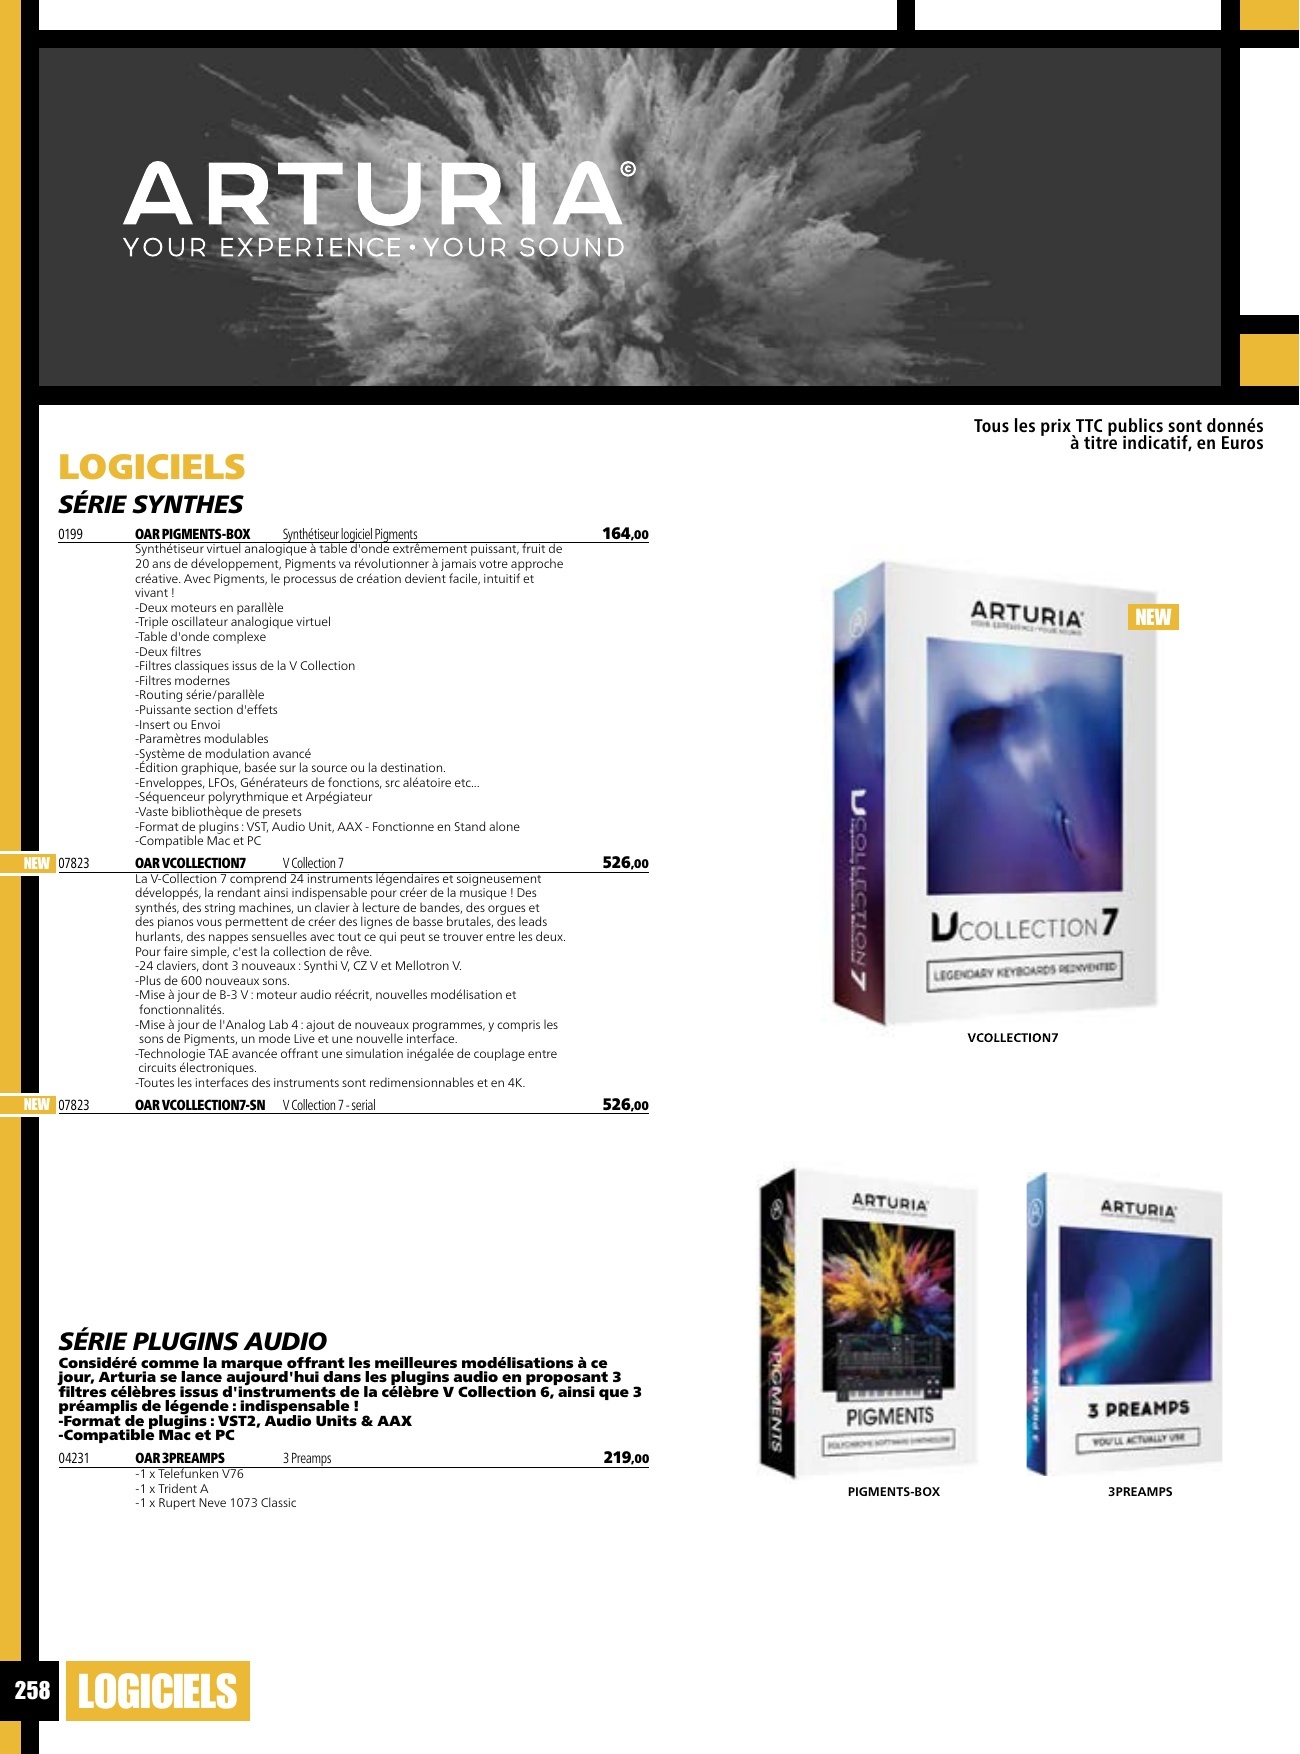 ARTURIA©
YOUR EXPERIENCE • YOUR SOUND
Tous les prix TTC publics sont donnés
à titre indicatif, en Euros
LOGICIELS
SÉRIE SYNTHES
0199 OAR PIGMENTS-BOX Synthétiseur logiciel Pigments 164,00
Synthétiseur virtuel analogique à table d'onde extrêmement puissant, fruit de
20 ans de développement, Pigments va révolutionner à jamais votre approche
créative. Avec Pigments, le processus de création devient facile, intuitif et
vivant !
-Deux moteurs en parallèle
-Triple oscillateur analogique virtuel
-Table d'onde complexe
-Deux filtres
-Filtres classiques issus de la V Collection
-Filtres modernes
-Routing série/parallèle
-Puissante section d'effets
-Insert ou Envoi
-Paramètres modulables
-Système de modulation avancé
-Édition graphique, basée sur la source ou la destination.
-Enveloppes, LFOs, Générateurs de fonctions, src aléatoire etc...
-Séquenceur polyrythmique et Arpégiateur
-Vaste bibliothèque de presets
-Format de plugins : VST, Audio Unit, AAX - Fonctionne en Stand alone
-Compatible Mac et PC
NEW 07823 OAR VCOLLECTION7 V Collection 7 526,00
La V-Collection 7 comprend 24 instruments légendaires et soigneusement
développés, la rendant ainsi indispensable pour créer de la musique ! Des
synthés, des string machines, un clavier à lecture de bandes, des orgues et
des pianos vous permettent de créer des lignes de basse brutales, des leads
hurlants, des nappes sensuelles avec tout ce qui peut se trouver entre les deux.
Pour faire simple, c'est la collection de rêve.
-24 claviers, dont 3 nouveaux : Synthi V, CZ V et Mellotron V.
-Plus de 600 nouveaux sons.
-Mise à jour de B-3 V : moteur audio réécrit, nouvelles modélisation et
fonctionnalités.
-Mise à jour de l'Analog Lab 4 : ajout de nouveaux programmes, y compris les
sons de Pigments, un mode Live et une nouvelle interface.
-Technologie TAE avancée offrant une simulation inégalée de couplage entre
circuits électroniques.
-Toutes les interfaces des instruments sont redimensionnables et en 4K.
NEW 07823 OAR VCOLLECTION7-SN V Collection 7 - serial 526,00
SÉRIE PLUGINS AUDIO
Considéré comme la marque offrant les meilleures modélisations à ce
jour, Arturia se lance aujourd'hui dans les plugins audio en proposant 3
filtres célèbres issus d'instruments de la célèbre V Collection 6, ainsi que 3
préamplis de légende : indispensable !
-Format de plugins : VST2, Audio Units & AAX
-Compatible Mac et PC
04231 OAR 3PREAMPS 3 Preamps 219,00
-1 x Telefunken V76
-1 x Trident A
-1 x Rupert Neve 1073 Classic
NEW
ARTURIA
YOUR EXPERIENCE • YOUR SOUND
V COLLECTION 7
LEGENDARY KEYBOARDS REINVENTED
V COLLECTION 7
VCOLLECTION7
ARTURIA
PIGMENTS
PIGMENTS
POLYCHROME SOFTWARE SYNTHESIZER
PIGMENTS-BOX
ARTURIA
3 PREAMPS
3 PREAMPS
YOU'LL ACTUALLY USE
3PREAMPS
258
LOGICIELS